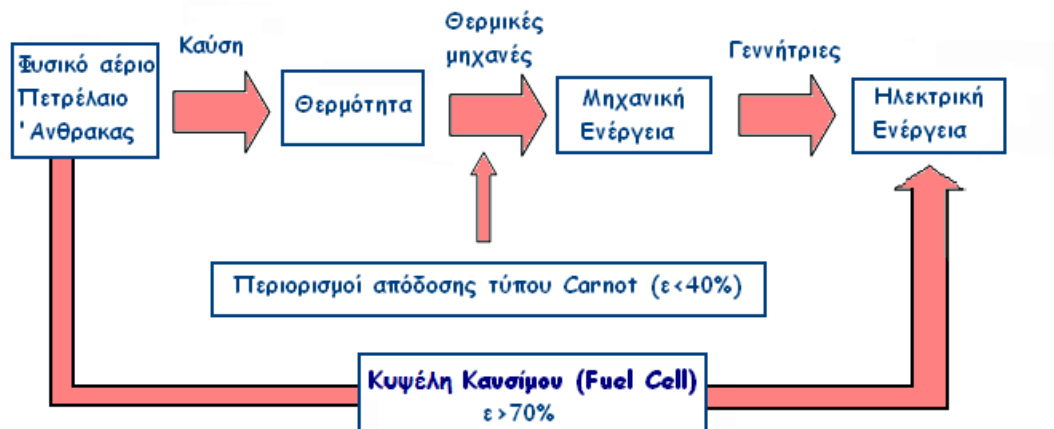 Φυσικό αέριο
Πετρέλαιο
'Ανθρακας
Καύση
Θερμότητα
Θερμικές
μηχανές
Μηχανική
Ενέργεια
Γεννήτριες
Ηλεκτρική
Ενέργεια
Περιορισμοί απόδοσης τύπου Carnot (ε<40%)
Κυψέλη Καυσίμου (Fuel Cell)
ε>70%